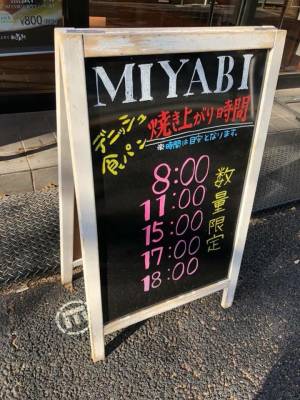 ¥800
MIYABI
デニッシュ
食パン
焼き上がり時間
※時間は目安となります。
8:00
11:00
15:00
17:00
18:00
数量限定